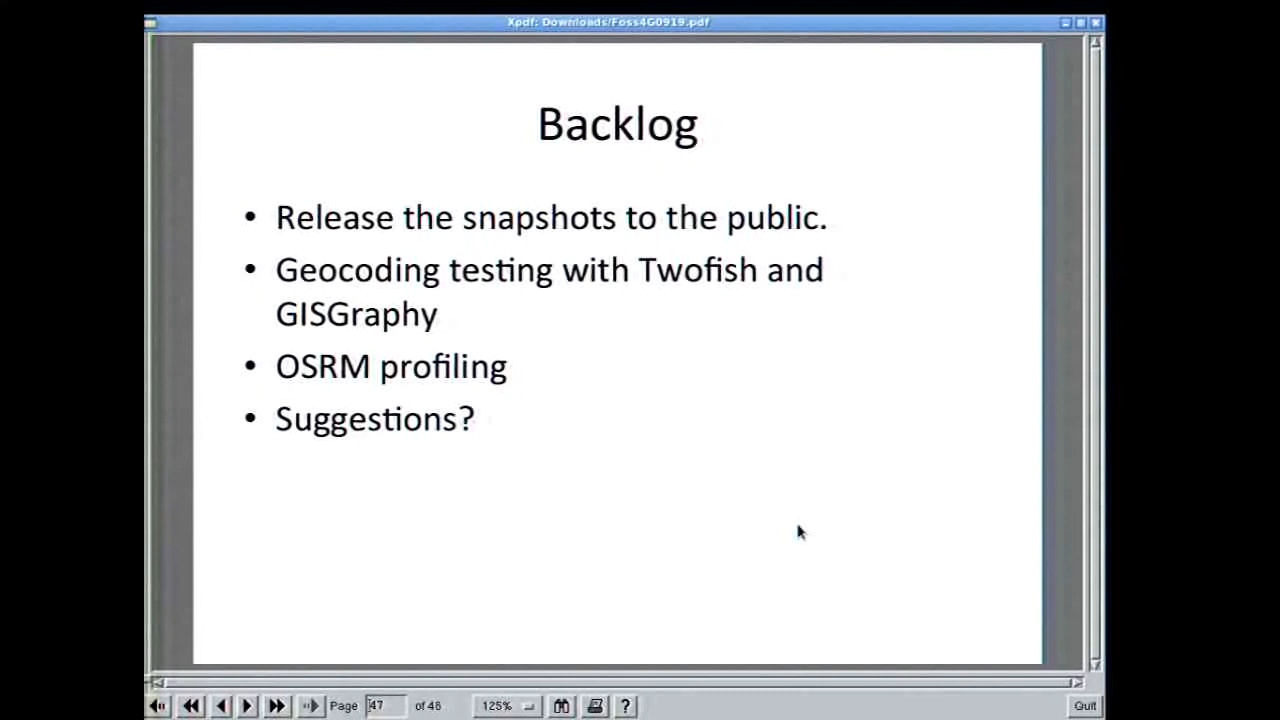 Xpdf: Downloads/Foss4G0919.pdf
Backlog
• Release the snapshots to the public.
• Geocoding testing with Twofish and
GISGraphy
• OSRM profiling
• Suggestions?
Page 47 of 48 125% ? Quit